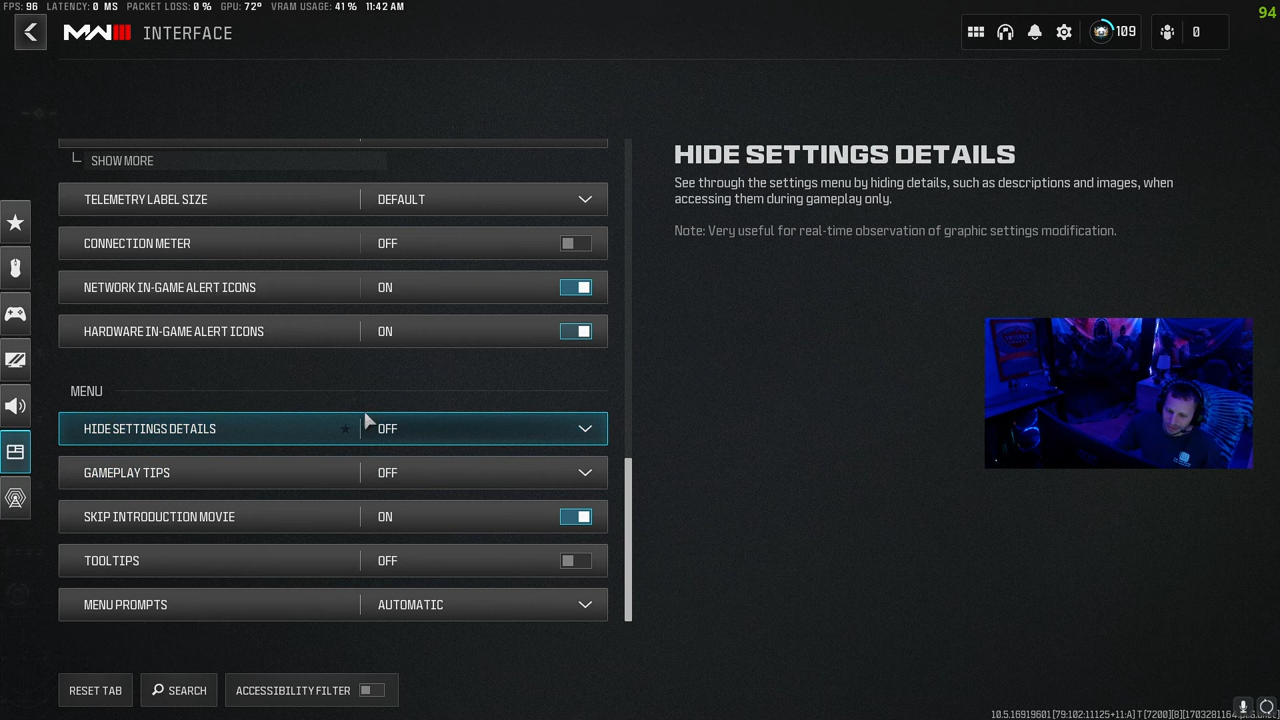 FPS: 96 LATENCY: 0 MS PACKET LOSS: 0 % GPU: 72° VRAM USAGE: 41 % 11:42 AM
94
MWIII INTERFACE
109
0
SHOW MORE
TELEMETRY LABEL SIZE DEFAULT
CONNECTION METER OFF
NETWORK IN-GAME ALERT ICONS ON
HARDWARE IN-GAME ALERT ICONS ON
MENU
HIDE SETTINGS DETAILS OFF
GAMEPLAY TIPS OFF
SKIP INTRODUCTION MOVIE ON
TOOLTIPS OFF
MENU PROMPTS AUTOMATIC
HIDE SETTINGS DETAILS
See through the settings menu by hiding details, such as descriptions and images, when
accessing them during gameplay only.
Note: Very useful for real-time observation of graphic settings modification.
RESET TAB SEARCH ACCESSIBILITY FILTER